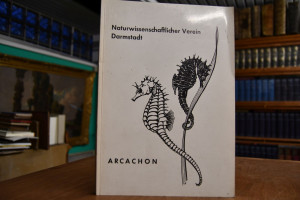 Naturwissenschaftlicher Verein
Darmstadt
ARCACHON